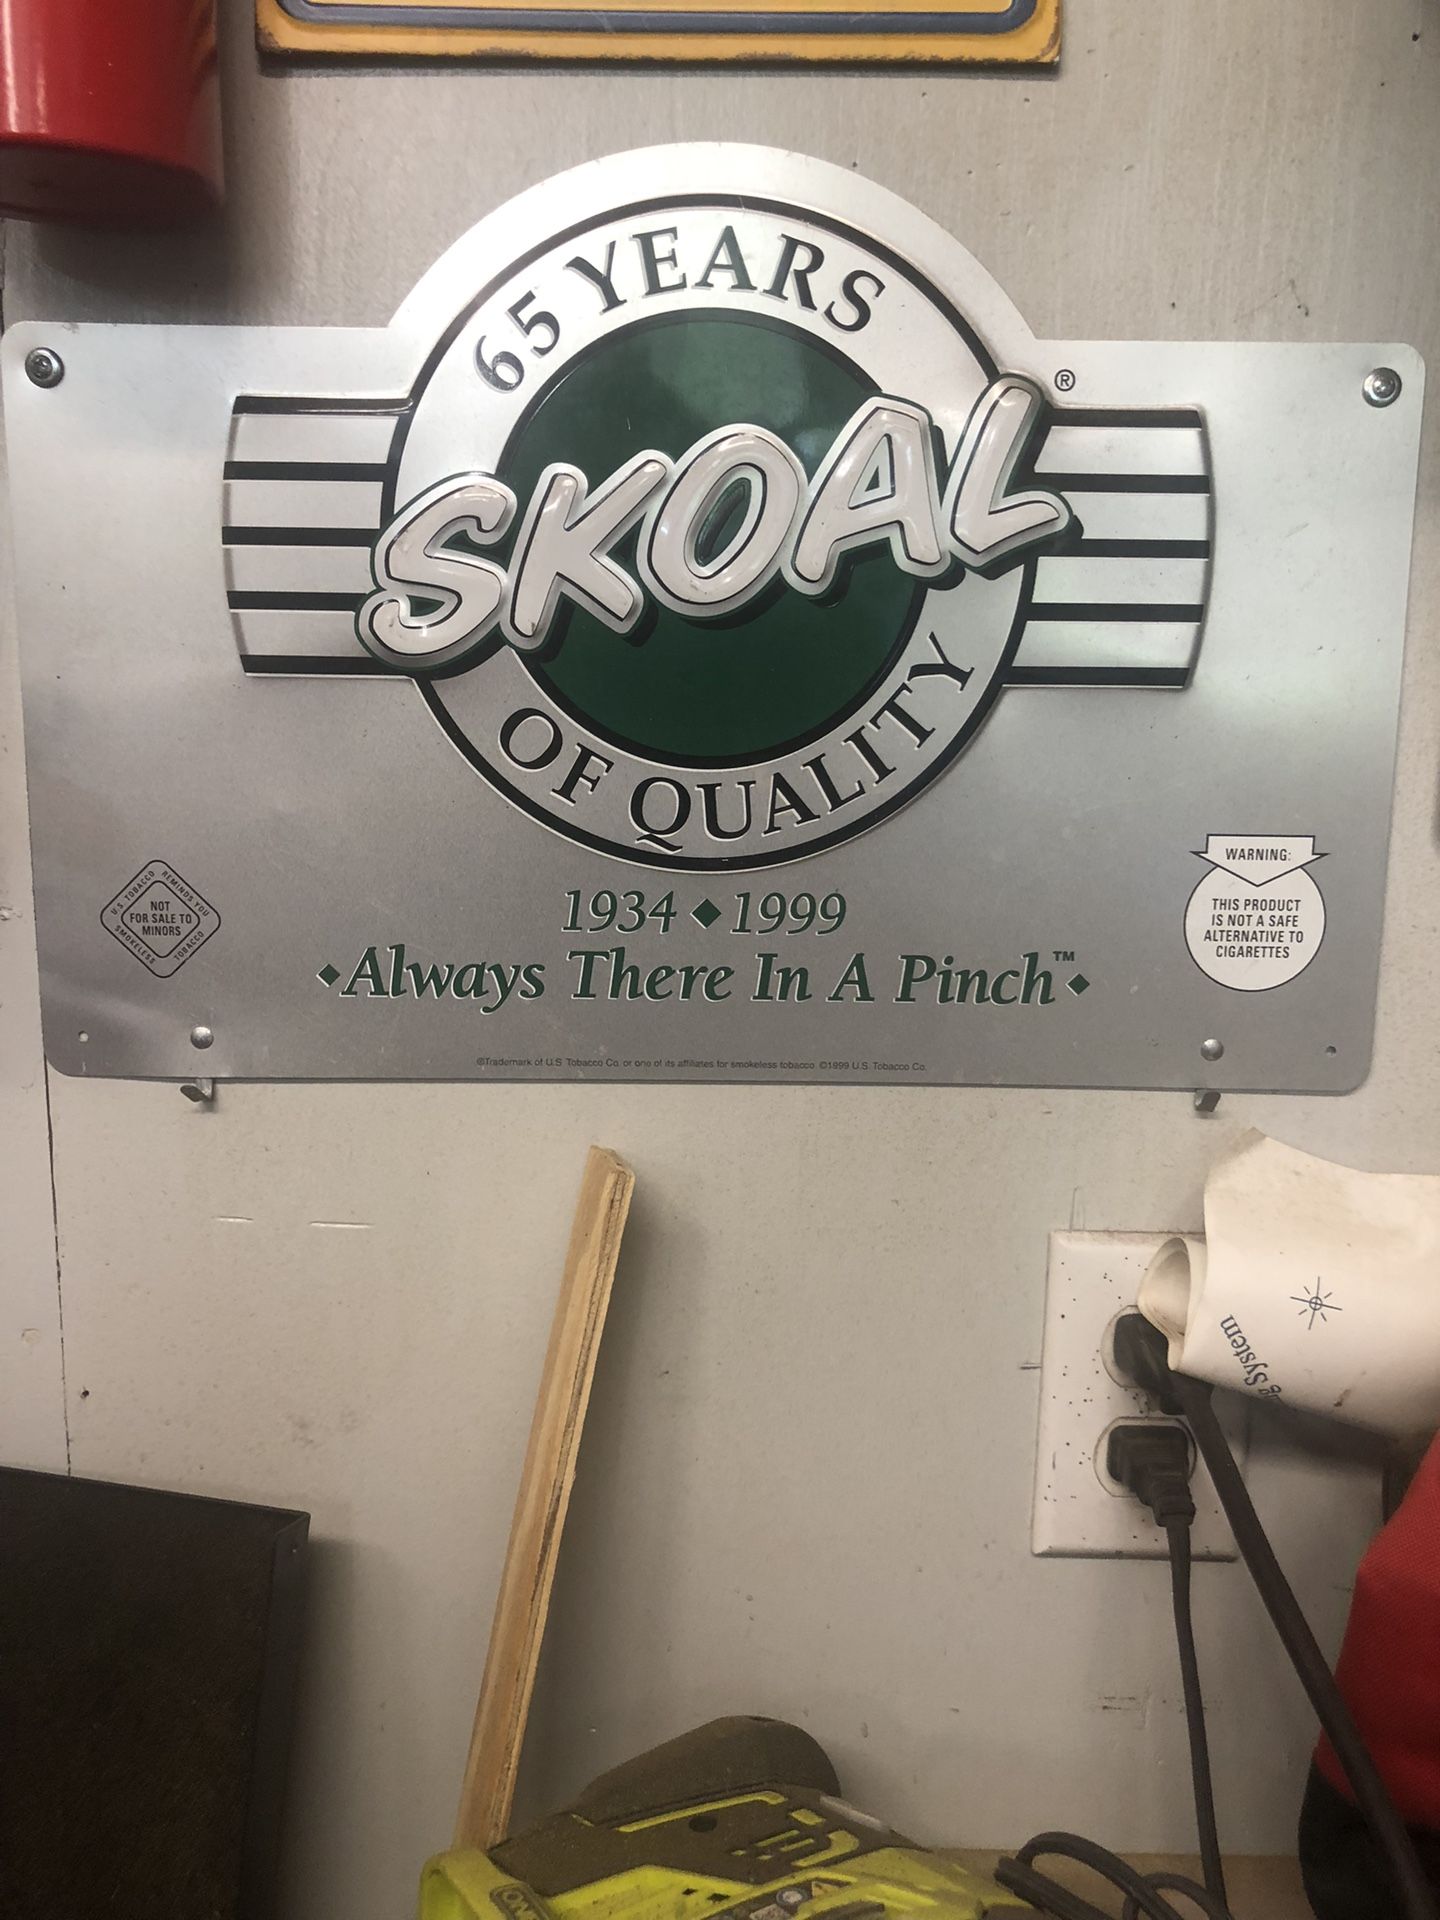 65 YEARS
SKOAL®
OF QUALITY
1934 ♦ 1999
♦ Always There In A Pinch™ ♦
U.S. TOBACCO REMINDS YOU
NOT
FOR SALE TO
MINORS
SMOKELESS TOBACCO
WARNING:
THIS PRODUCT
IS NOT A SAFE
ALTERNATIVE TO
CIGARETTES
®Trademark of U.S. Tobacco Co. or one of its affiliates for smokeless tobacco ©1999 U.S. Tobacco Co.
System